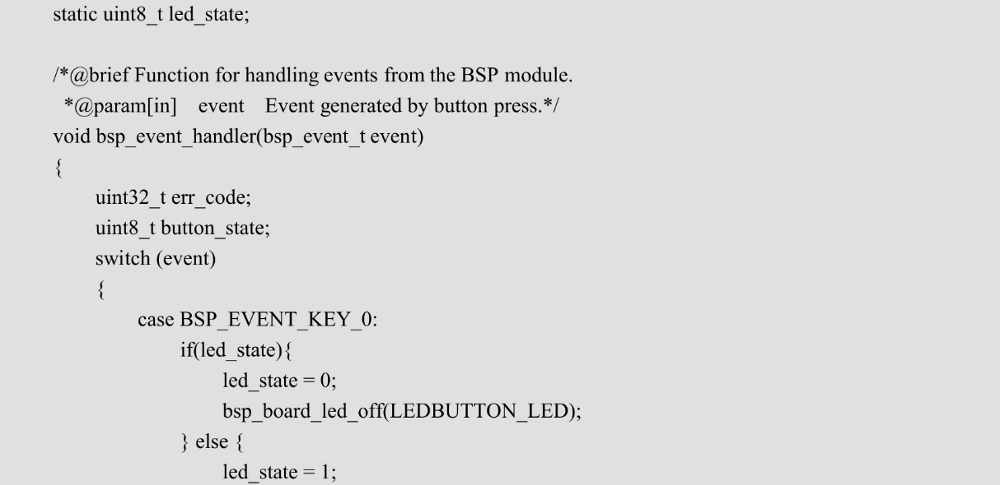 static uint8_t led_state;
/*@brief Function for handling events from the BSP module.
*@param[in] event Event generated by button press.*/
void bsp_event_handler(bsp_event_t event)
{
uint32_t err_code;
uint8_t button_state;
switch (event)
{
case BSP_EVENT_KEY_0:
if(led_state){
led_state = 0;
bsp_board_led_off(LEDBUTTON_LED);
} else {
led_state = 1;